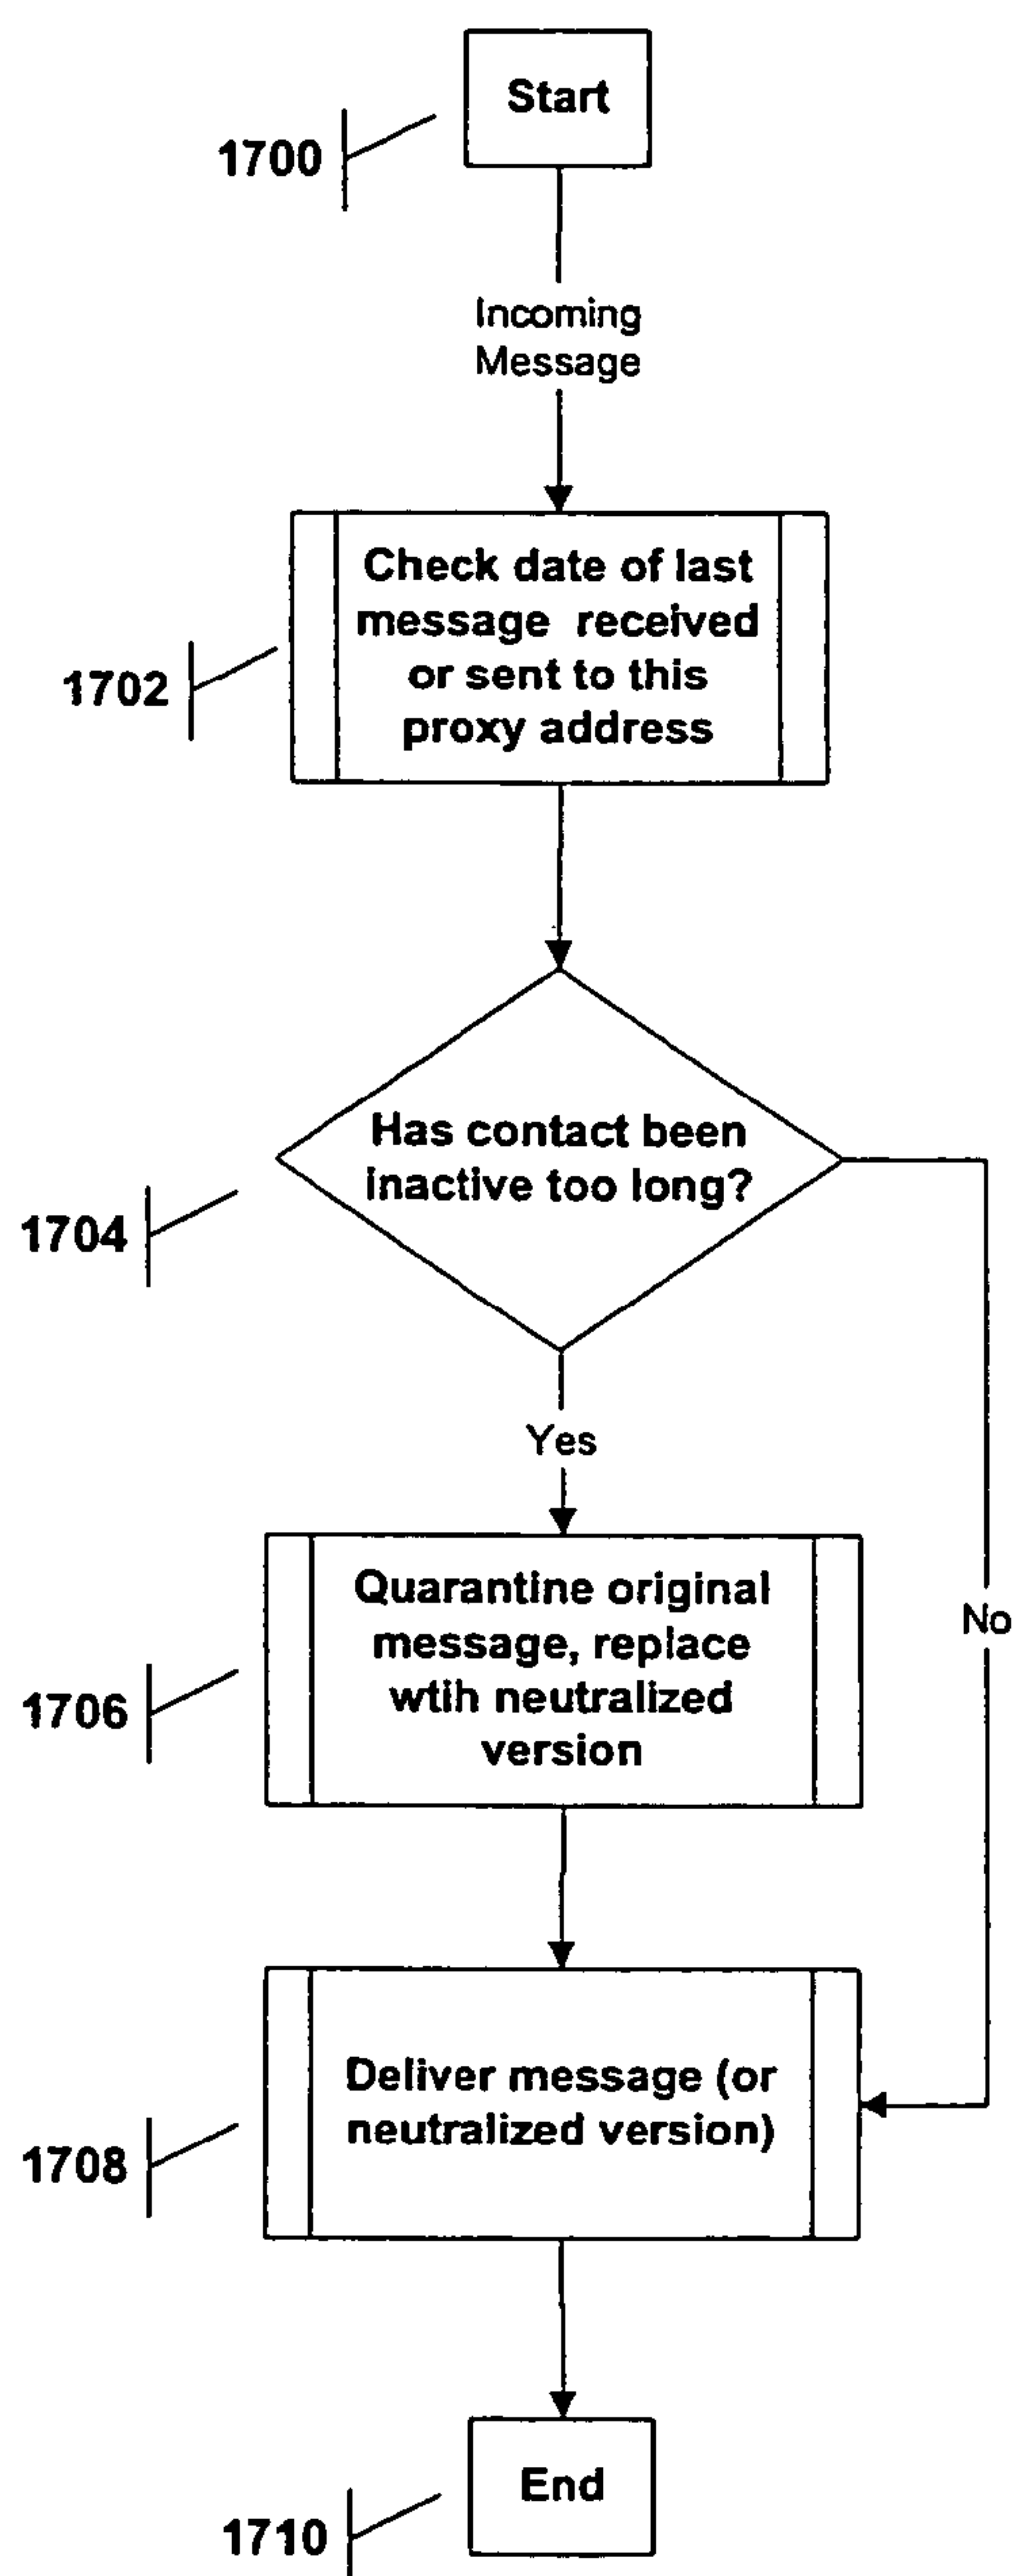 Start
1700
Incoming
Message
Check date of last
message received
or sent to this
proxy address
1702
Has contact been
inactive too long?
1704
Yes
Quarantine original
message, replace
wtih neutralized
version
1706
No
Deliver message (or
neutralized version)
1708
End
1710